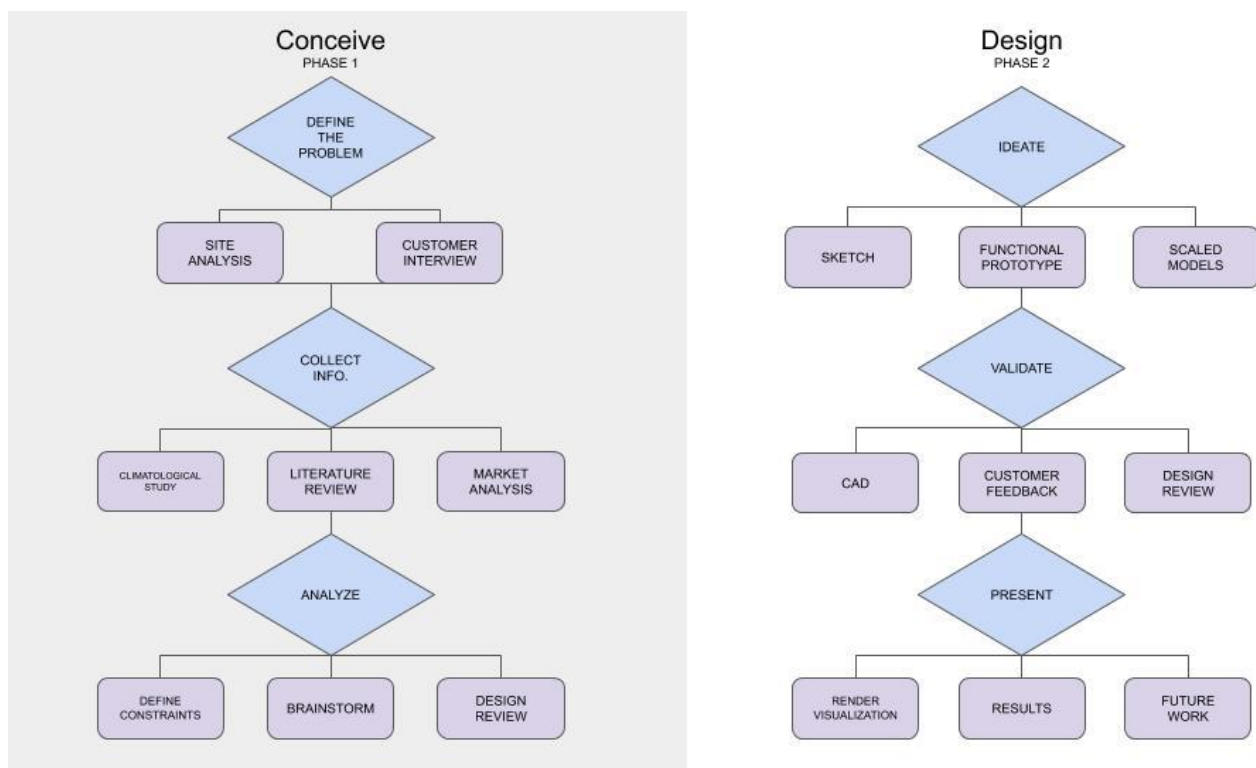 Conceive
PHASE 1
DEFINE
THE
PROBLEM
SITE
ANALYSIS
CUSTOMER
INTERVIEW
COLLECT
INFO.
CLIMATOLOGICAL
STUDY
LITERATURE
REVIEW
MARKET
ANALYSIS
ANALYZE
DEFINE
CONSTRAINTS
BRAINSTORM
DESIGN
REVIEW
Design
PHASE 2
IDEATE
SKETCH
FUNCTIONAL
PROTOTYPE
SCALED
MODELS
VALIDATE
CAD
CUSTOMER
FEEDBACK
DESIGN
REVIEW
PRESENT
RENDER
VISUALIZATION
RESULTS
FUTURE
WORK